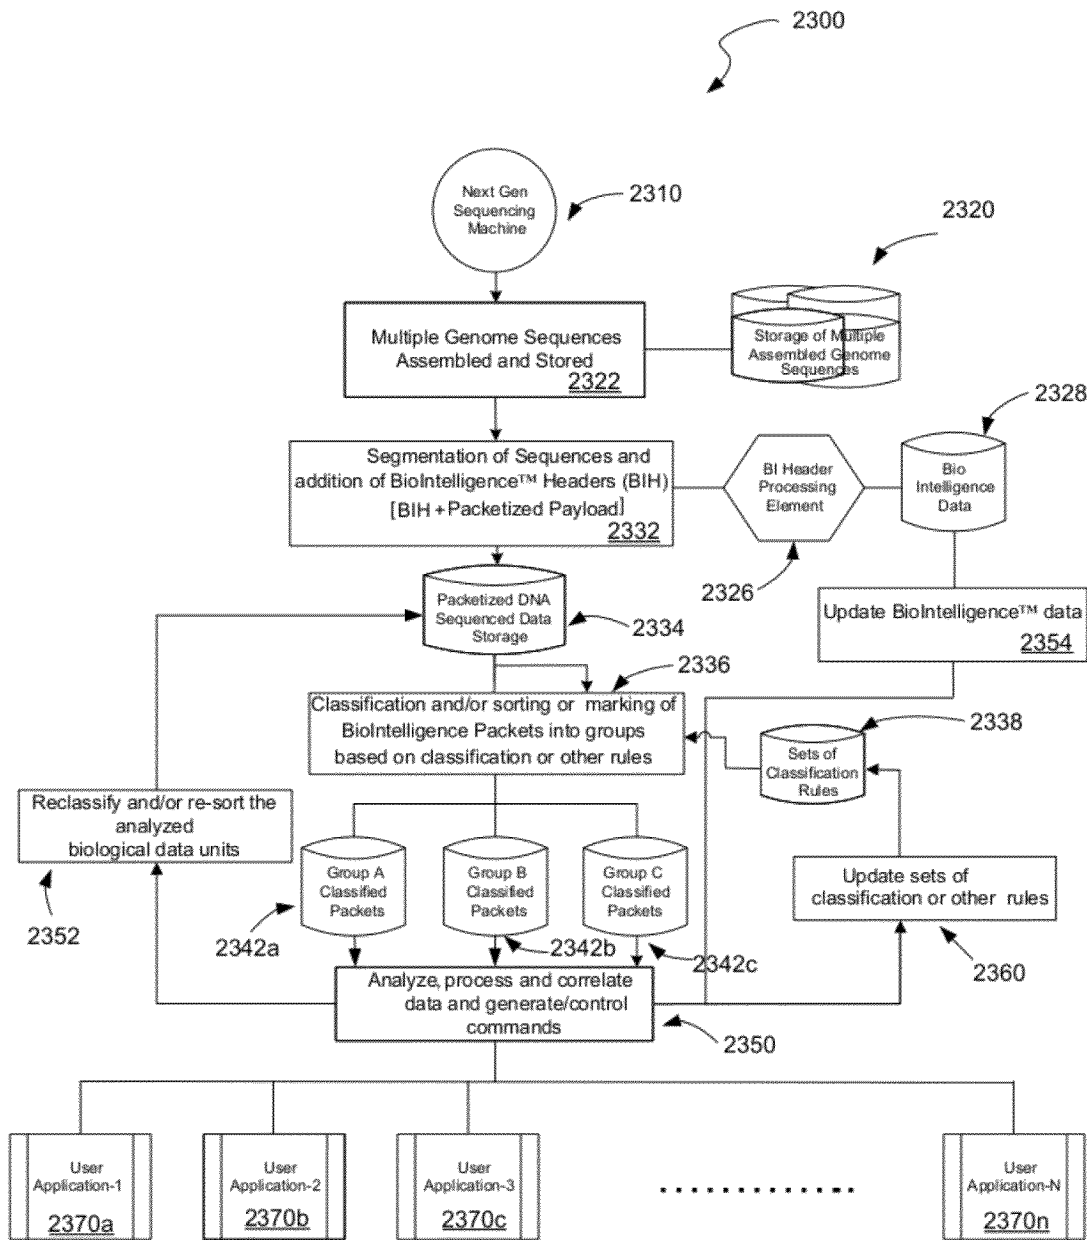 2300
Next Gen
Sequencing
Machine
2310
2320
Multiple Genome Sequences
Assembled and Stored
2322
Storage of Multiple
Assembled Genome
Sequences
2328
Segmentation of Sequences and
addition of BioIntelligence™ Headers (BIH)
[BIH + Packetized Payload]
2332
BI Header
Processing
Element
Bio
Intelligence
Data
2326
Packetized DNA
Sequenced Data
Storage
2334
Update BioIntelligence™ data
2354
2336
Classification and/or sorting or marking of
BioIntelligence Packets into groups
based on classification or other rules
2338
Sets of
Classification
Rules
Reclassify and/or re-sort the
analyzed
biological data units
2352
Group A
Classified
Packets
Group B
Classified
Packets
Group C
Classified
Packets
Update sets of
classification or other rules
2342a
2342b
2342c
2360
Analyze, process and correlate
data and generate/control
commands
2350
User
Application-1
2370a
User
Application-2
2370b
User
Application-3
2370c
User
Application-N
2370n